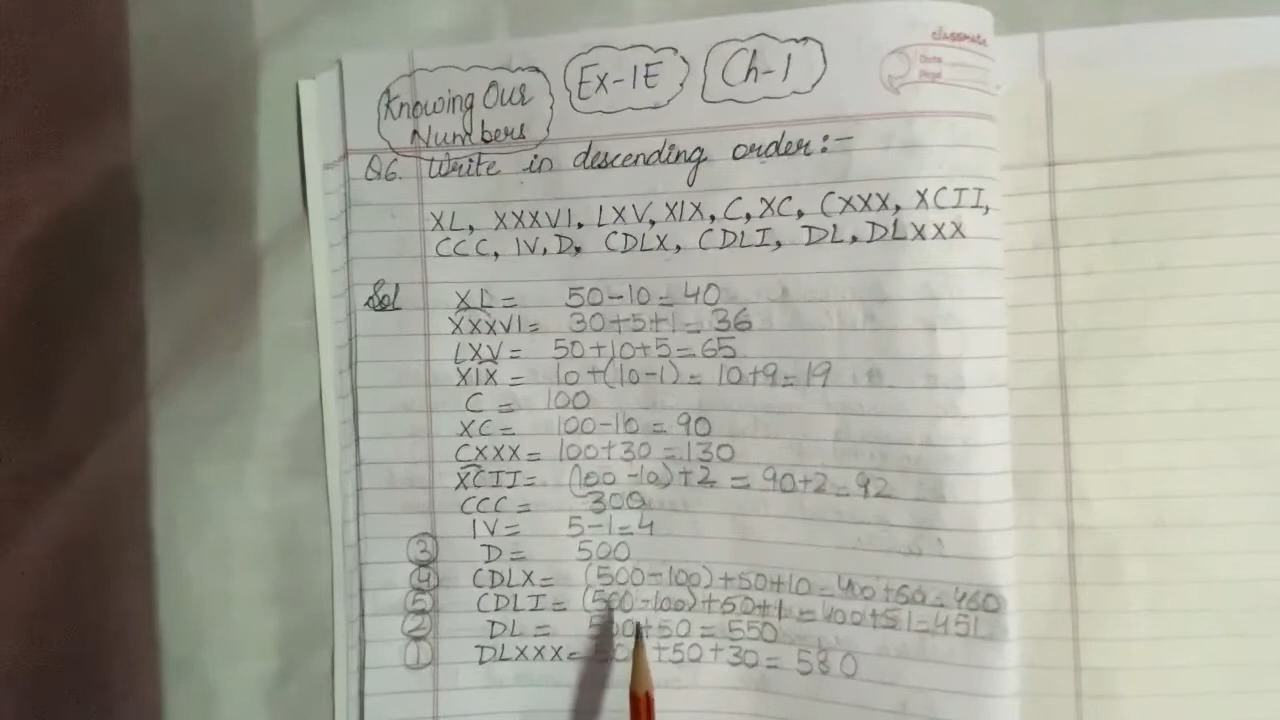 classmate
Date
Page
Knowing Our Numbers
Ex-1E
Ch-1
Q6. Write in descending order:-
XL, XXXVI, LXV, XIX, C, XC, CXXX, XCII,
CCC, IV, D, CDLX, CDLI, DL, DLXXX
Sol XL = 50-10=40
XXXVI= 30+5+1=36
LXV= 50+10+5=65
XIX = 10+(10-1)=10+9=19
C = 100
XC= 100-10=90
CXXX=100+30=130
XCII= (100-10)+2=90+2=92
CCC= 300
IV= 5-1=4
③ D= 500
④ CDLX= (500-100)+50+10=400+60=460
⑤ CDLI= (500-100)+50+1=400+51=451
② DL= 500+50=550
① DLXXX= +50+30=580